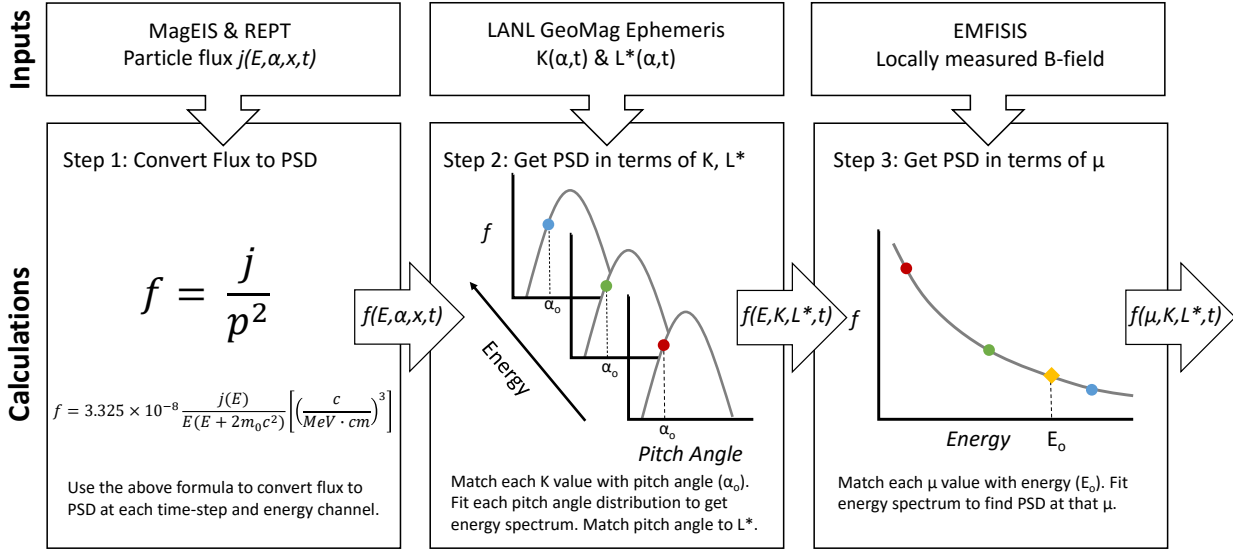 Inputs
MagEIS & REPT
Particle flux j(E,α,x,t)
LANL GeoMag Ephemeris
K(α,t) & L*(α,t)
EMFISIS
Locally measured B-field
Calculations
Step 1: Convert Flux to PSD
f = j / p²
f = 3.325 × 10⁻⁸ j(E) / E(E + 2m₀c²) [(c / MeV · cm)³]
Use the above formula to convert flux to
PSD at each time-step and energy channel.
f(E,α,x,t)
Step 2: Get PSD in terms of K, L*
f
α₀
α₀
α₀
Energy
Pitch Angle
Match each K value with pitch angle (α₀).
Fit each pitch angle distribution to get
energy spectrum. Match pitch angle to L*.
f(E,K,L*,t)
Step 3: Get PSD in terms of μ
f
Energy
E₀
Match each μ value with energy (E₀). Fit
energy spectrum to find PSD at that μ.
f(μ,K,L*,t)